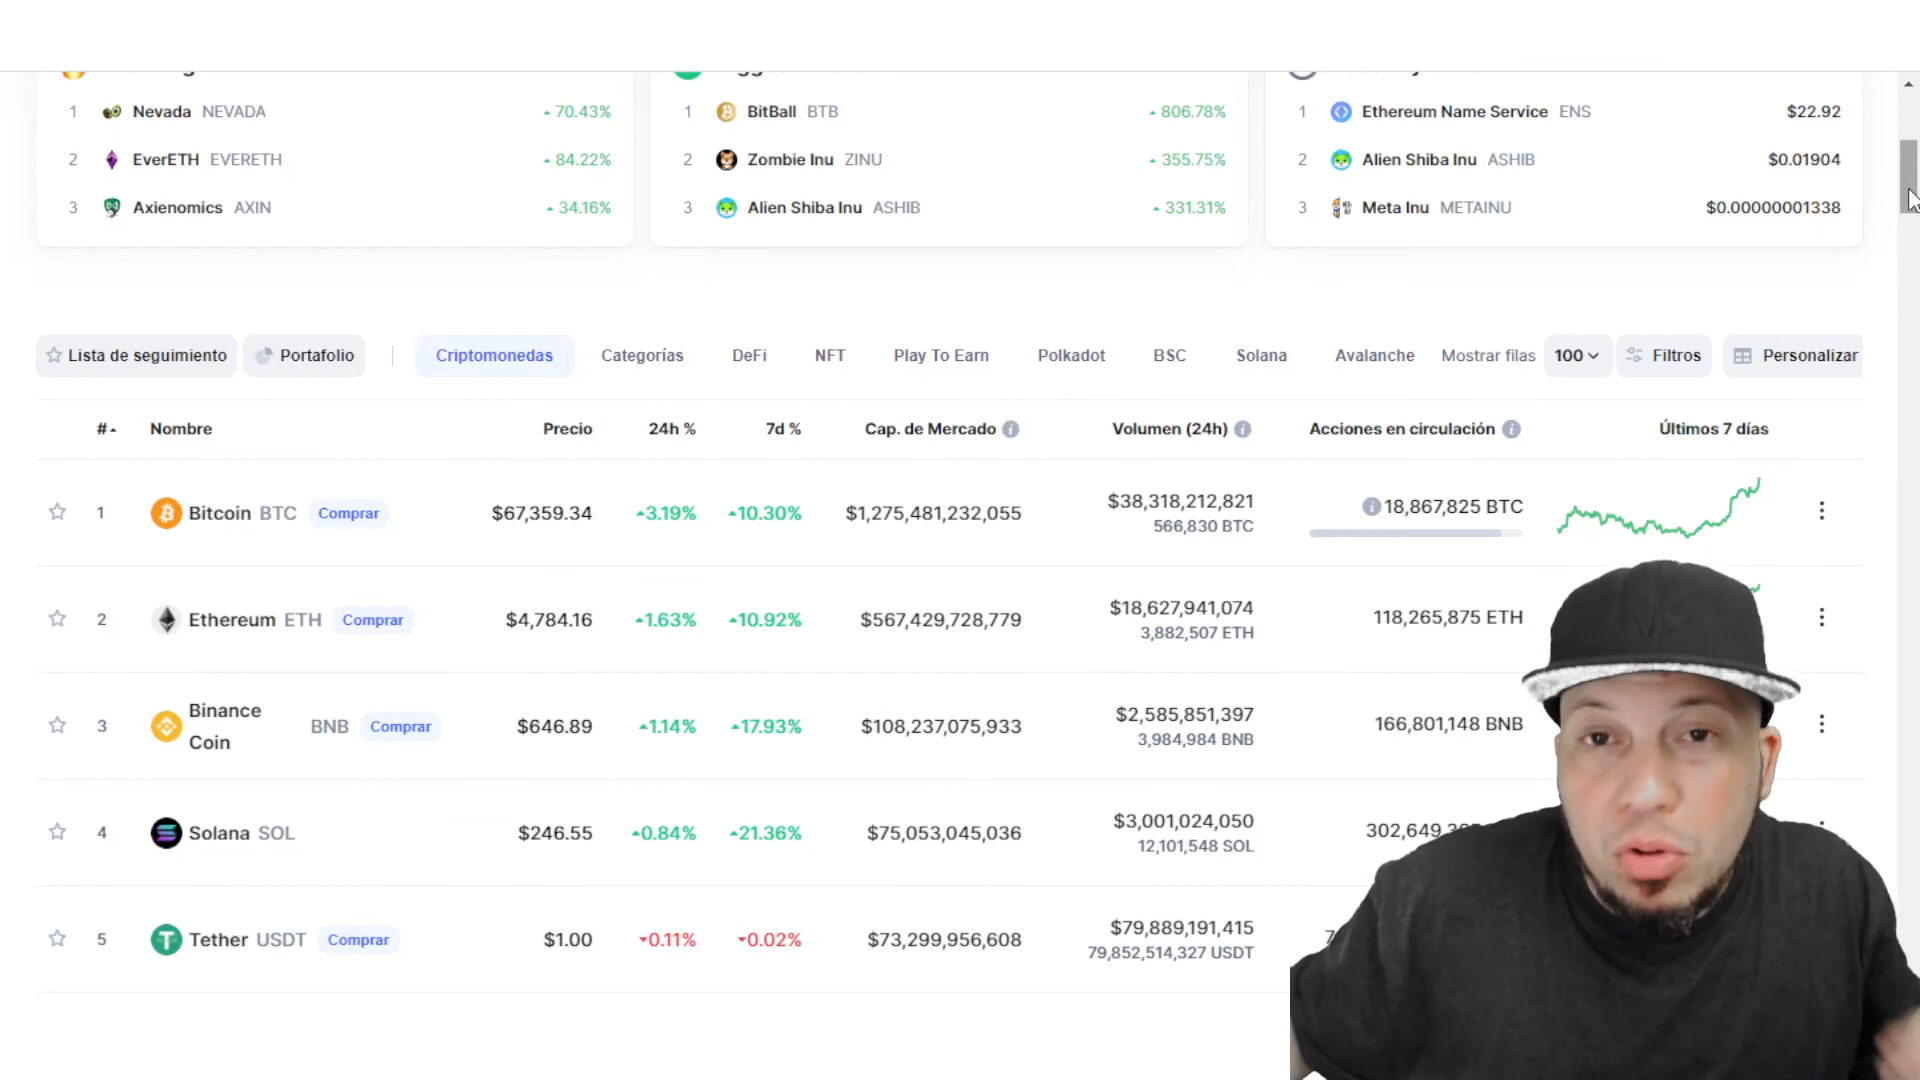 1 Nevada NEVADA 70.43%
2 EverETH EVERETH 84.22%
3 Axienomics AXIN 34.16%
1 BitBall BTB 806.78%
2 Zombie Inu ZINU 355.75%
3 Alien Shiba Inu ASHIB 331.31%
1 Ethereum Name Service ENS $22.92
2 Alien Shiba Inu ASHIB $0.01904
3 Meta Inu METAINU $0.00000001338
Lista de seguimiento Portafolio Criptomonedas Categorías DeFi NFT Play To Earn Polkadot BSC Solana Avalanche Mostrar filas 100 Filtros Personalizar
# Nombre Precio 24h % 7d % Cap. de Mercado Volumen (24h) Acciones en circulación Últimos 7 días
1 Bitcoin BTC Comprar $67,359.34 3.19% 10.30% $1,275,481,232,055 $38,318,212,821 18,867,825 BTC
566,830 BTC
2 Ethereum ETH Comprar $4,784.16 1.63% 10.92% $567,429,728,779 $18,627,941,074 118,265,875 ETH
3,882,507 ETH
3 Binance Coin BNB Comprar $646.89 1.14% 17.93% $108,237,075,933 $2,585,851,397 166,801,148 BNB
3,984,984 BNB
4 Solana SOL $246.55 0.84% 21.36% $75,053,045,036 $3,001,024,050
12,101,548 SOL
5 Tether USDT Comprar $1.00 0.11% 0.02% $73,299,956,608 $79,889,191,415
79,852,514,327 USDT